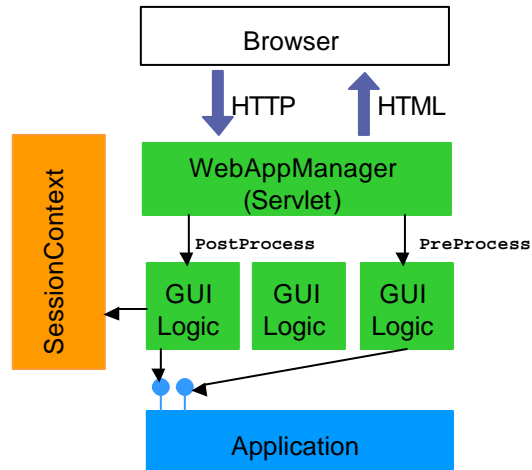 Browser
HTTP
HTML
SessionContext
WebAppManager
(Servlet)
PostProcess
PreProcess
GUI
Logic
GUI
Logic
GUI
Logic
Application